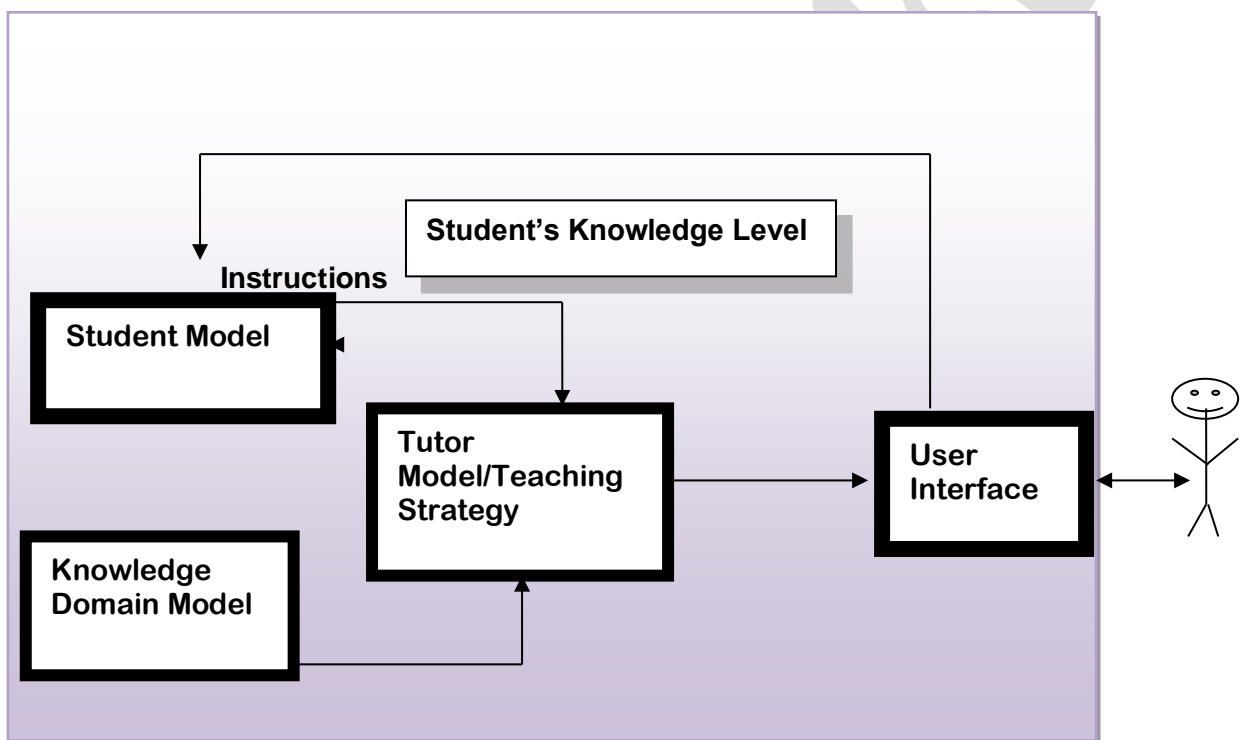 Student's Knowledge Level
Instructions
Student Model
Tutor
Model/Teaching
Strategy
User
Interface
Knowledge
Domain Model